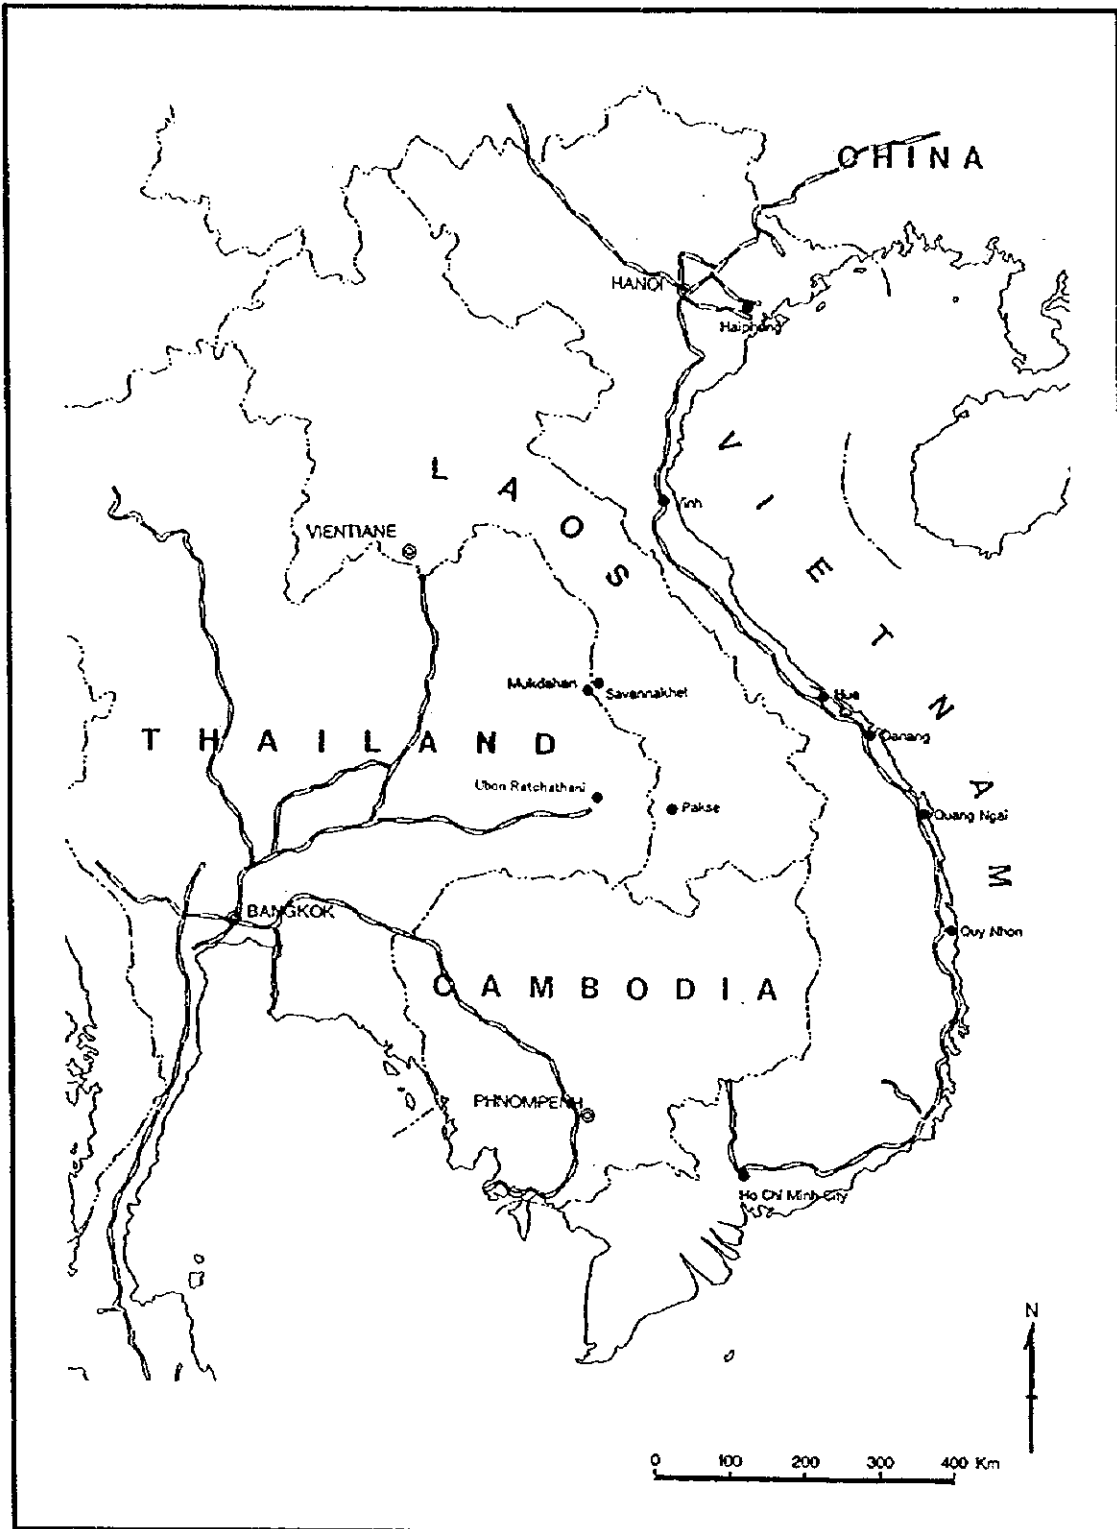 CHINA
HANOI
Haiphong
VIETNAM
LAOS
Vinh
VIENTIANE
Mukdahan
Savannakhet
Hue
THAILAND
Danang
Ubon Ratchathani
Pakse
Quang Ngai
BANGKOK
Quy Nhon
CAMBODIA
PHNOMPENH
Ho Chi Minh City
N
0 100 200 300 400 Km